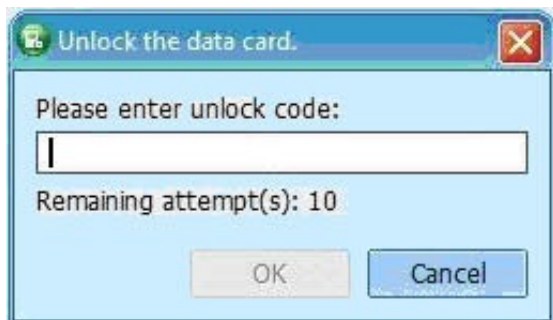 Unlock the data card.
Please enter unlock code:
Remaining attempt(s): 10
OK
Cancel